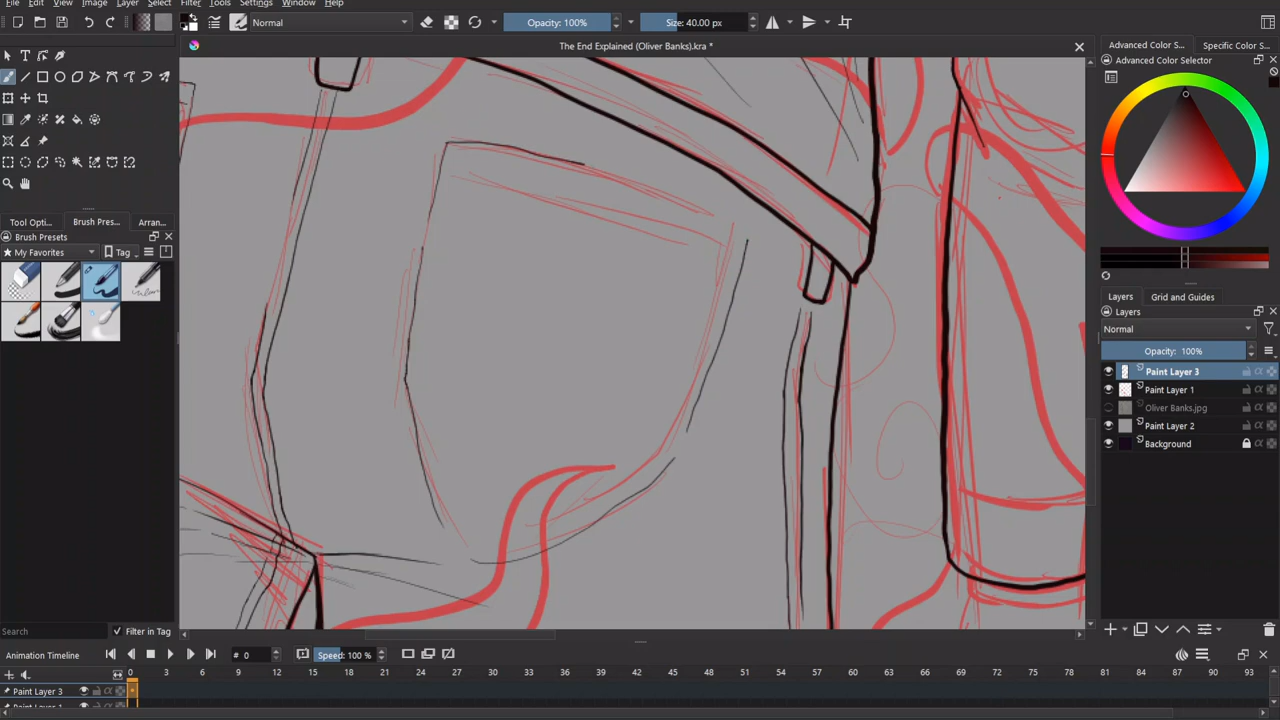 File Edit View Image Layer Select Filter Tools Settings Window Help
Normal Opacity: 100% Size: 40.00 px
The End Explained (Oliver Banks).kra *
Advanced Color S... Specific Color S...
Advanced Color Selector
Tool Opti... Brush Pres... Arran...
Brush Presets
My Favorites Tag
Layers Grid and Guides
Layers
Normal
Opacity: 100%
Paint Layer 3
Paint Layer 1
Oliver Banks.jpg
Paint Layer 2
Background
Search Filter in Tag
Animation Timeline # 0 Speed: 100 %
0 3 6 9 12 15 18 21 24 27 30 33 36 39 42 45 48 51 54 57 60 63 66 69 72 75 78 81 84 87 90 93
Paint Layer 3
Paint Layer 1